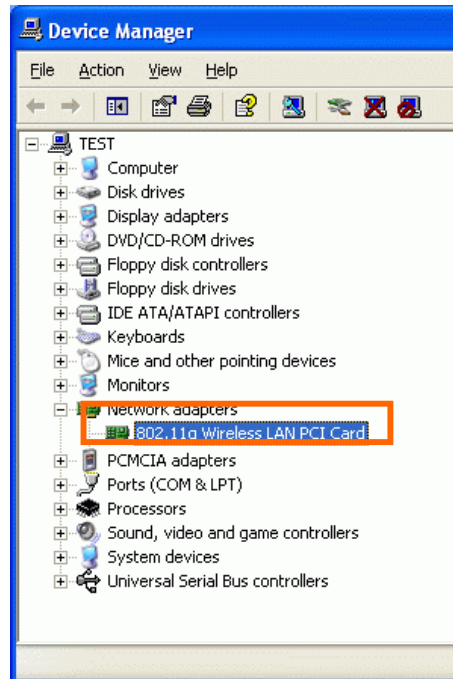 Device Manager
File Action View Help
TEST
Computer
Disk drives
Display adapters
DVD/CD-ROM drives
Floppy disk controllers
Floppy disk drives
IDE ATA/ATAPI controllers
Keyboards
Mice and other pointing devices
Monitors
Network adapters
802.11g Wireless LAN PCI Card
PCMCIA adapters
Ports (COM & LPT)
Processors
Sound, video and game controllers
System devices
Universal Serial Bus controllers